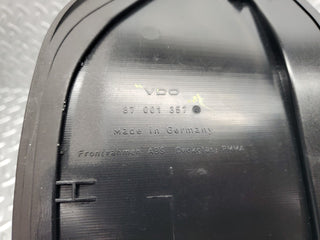 VDO
87 001 357
Made in Germany
Frontrahmen ABS Deckglas PMMA